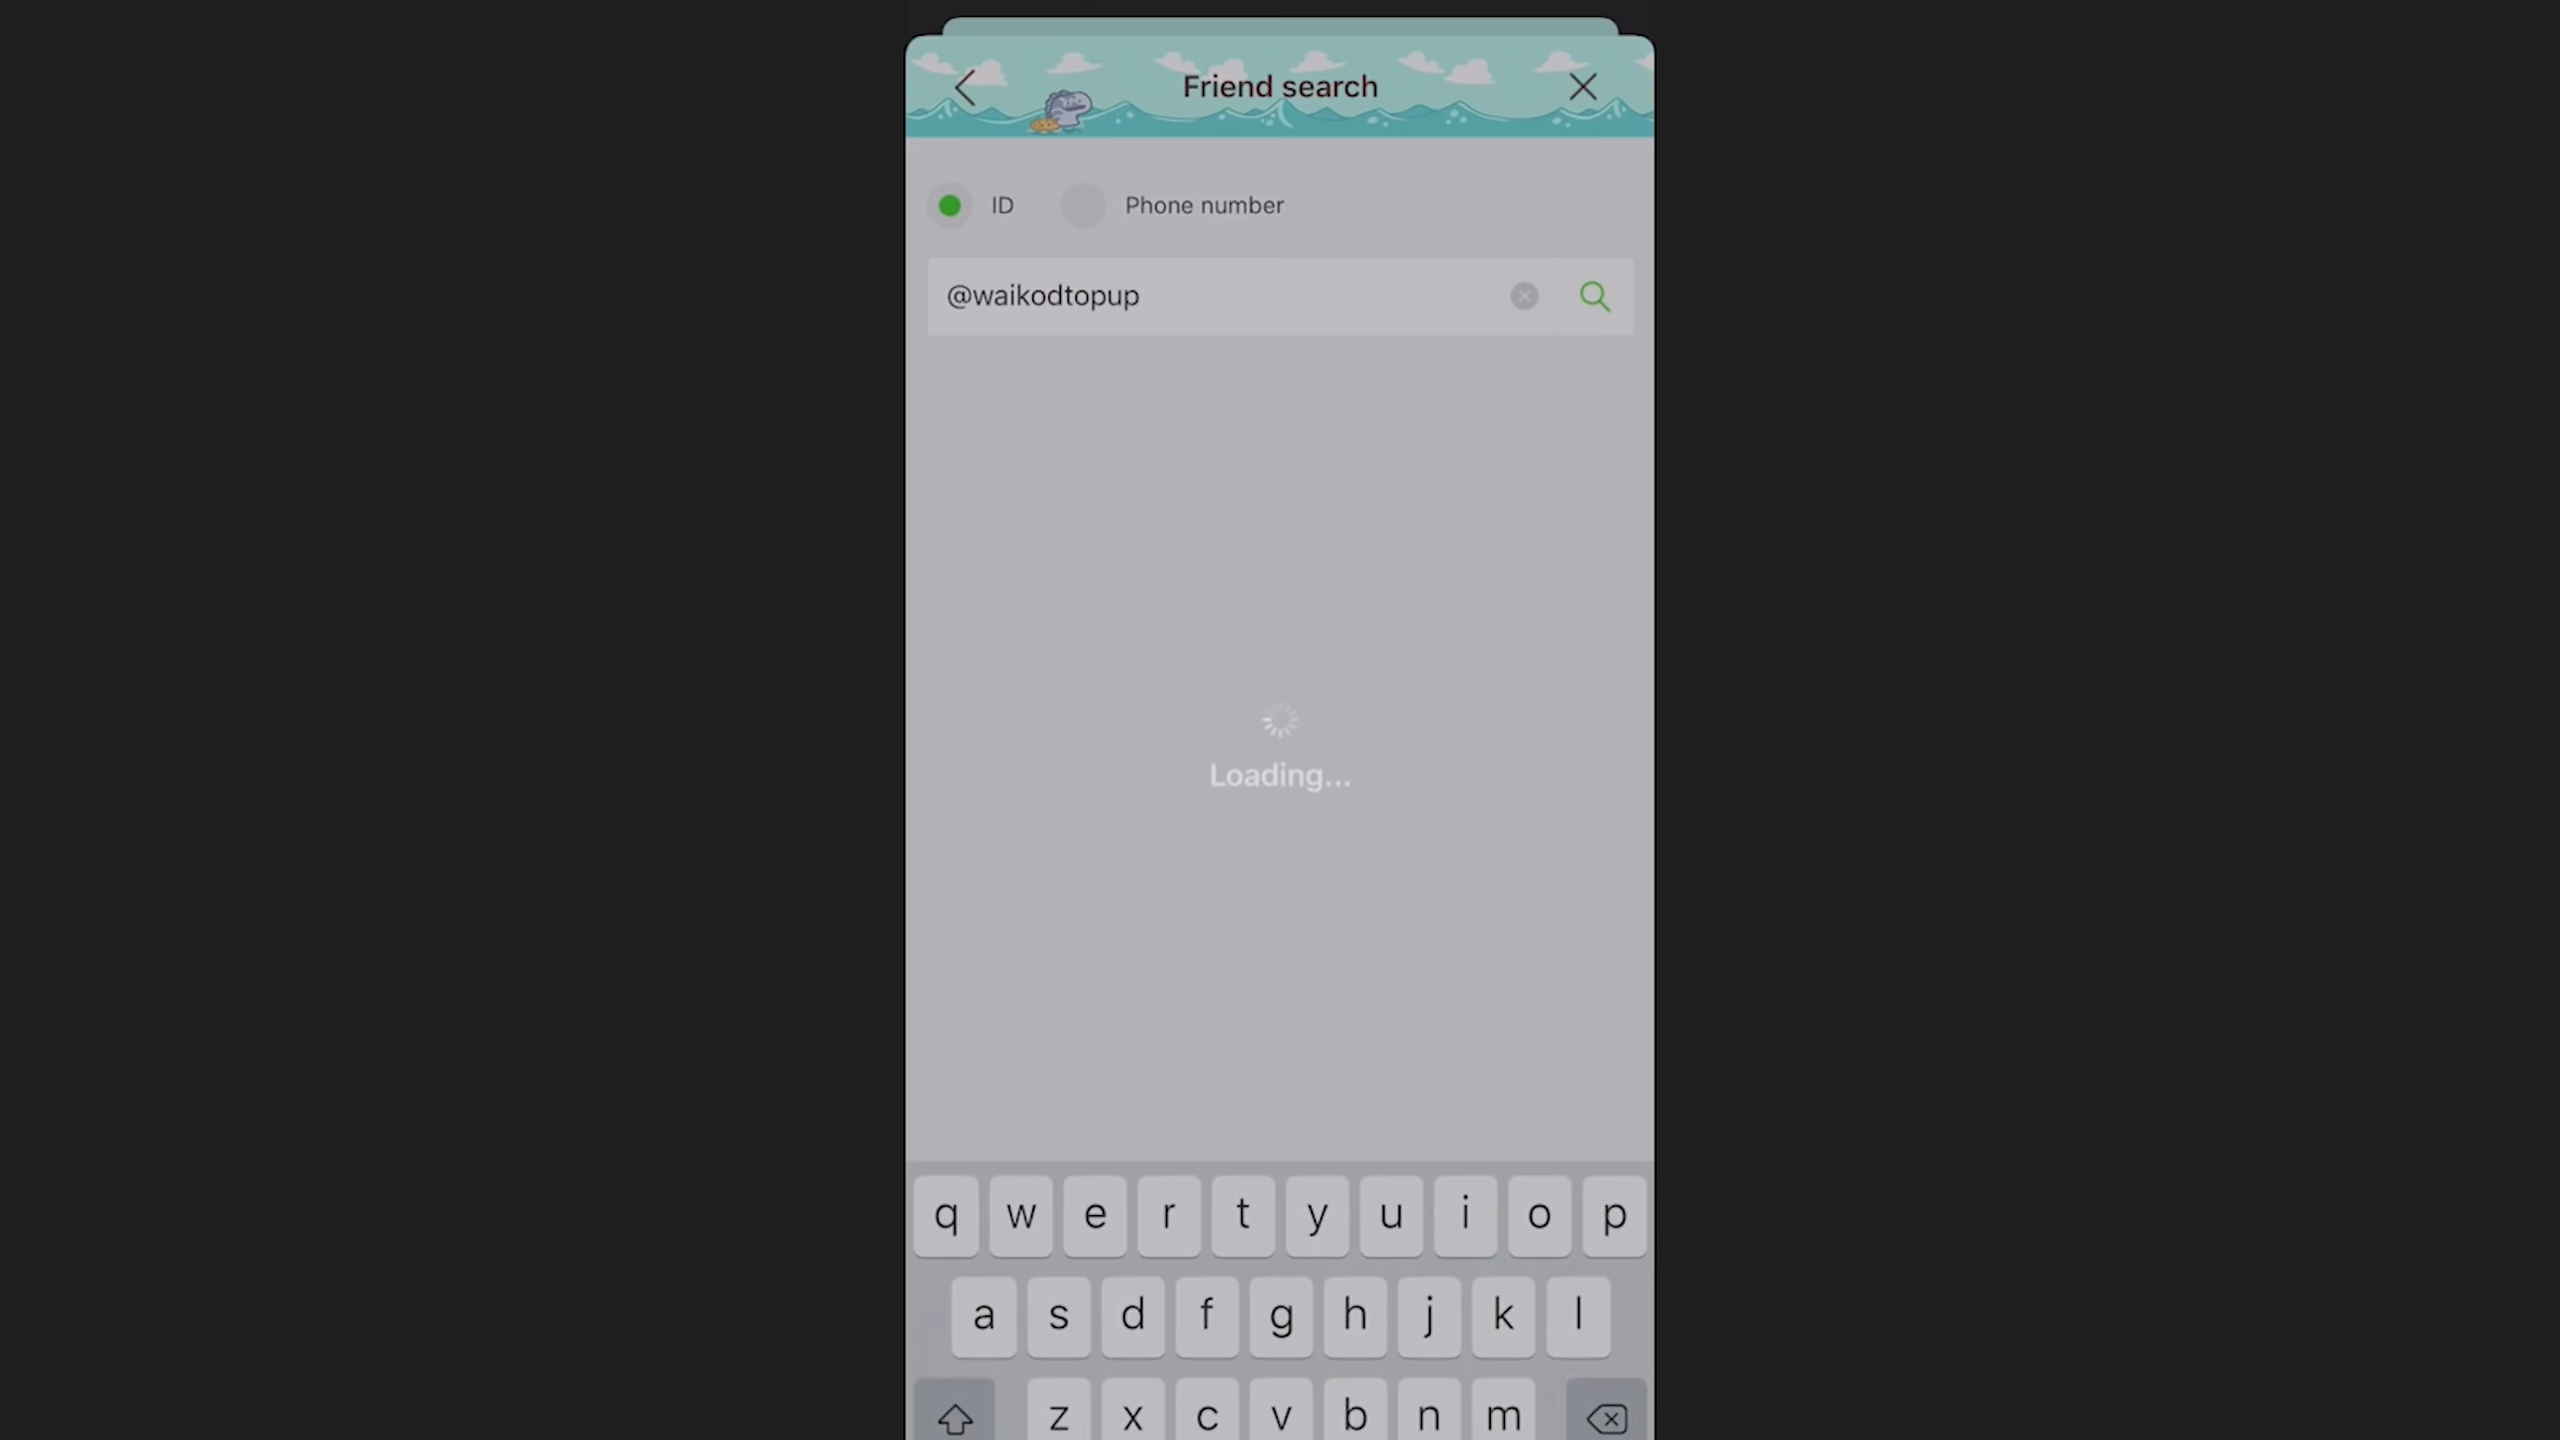 Friend search
ID Phone number
@waikodtopup
Loading...
q w e r t y u i o p
a s d f g h j k l
z x c v b n m